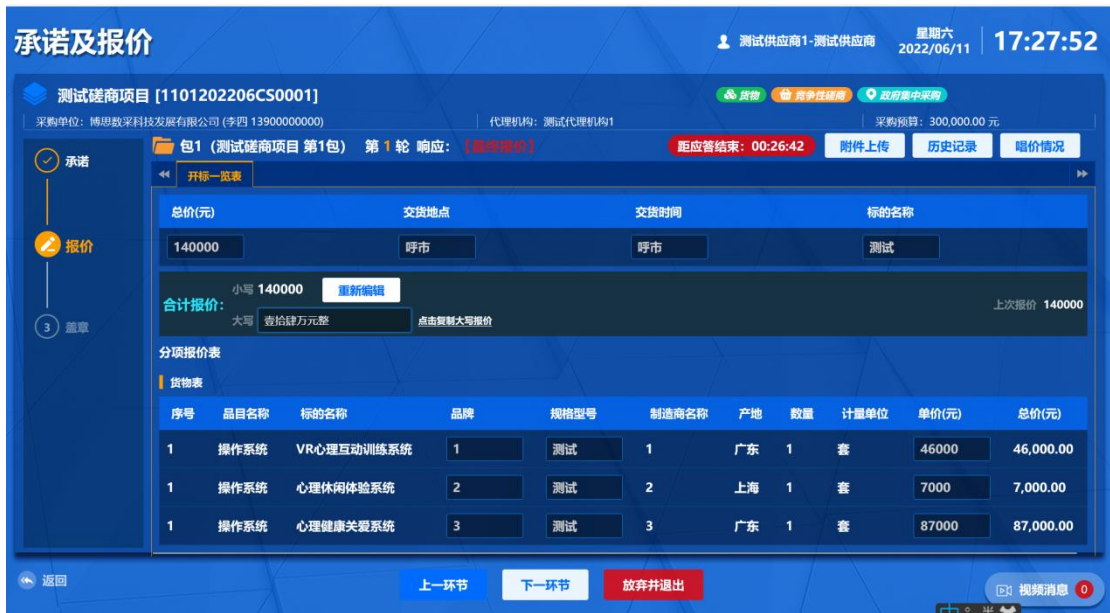 承诺及报价
测试供应商1-测试供应商
星期六
2022/06/11
17:27:52
测试磋商项目 [1101202206CS0001]
货物
竞争性磋商
政府集中采购
采购单位: 博思数采科技发展有限公司 (李四 13900000000)
代理机构: 测试代理机构1
采购预算: 300,000.00 元
承诺
报价
3 盖章
包1 (测试磋商项目 第1包) 第 1 轮 响应: 【最终报价】
距应答结束: 00:26:42
附件上传
历史记录
唱价情况
开标一览表
总价(元) 交货地点 交货时间 标的名称
140000 呼市 呼市 测试
合计报价:
小写 140000 重新编辑
大写 壹拾肆万元整 点击复制大写报价
上次报价 140000
分项报价表
货物表
序号 品目名称 标的名称 品牌 规格型号 制造商名称 产地 数量 计量单位 单价(元) 总价(元)
1 操作系统 VR心理互动训练系统 1 测试 1 广东 1 套 46000 46,000.00
1 操作系统 心理休闲体验系统 2 测试 2 上海 1 套 7000 7,000.00
1 操作系统 心理健康关爱系统 3 测试 3 广东 1 套 87000 87,000.00
返回
上一环节
下一环节
放弃并退出
视频消息 0